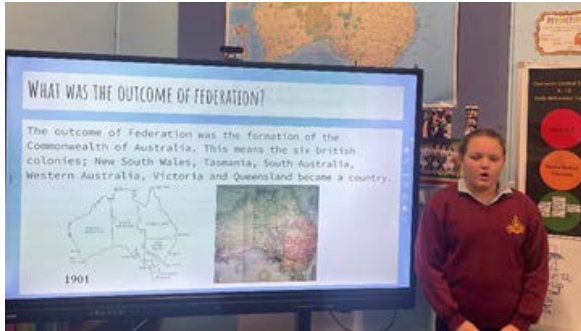 WHAT WAS THE OUTCOME OF FEDERATION?
The outcome of Federation was the formation of the
Commonwealth of Australia. This means the six british
colonies; New South Wales, Tasmania, South Australia,
Western Australia, Victoria and Queensland became a country.
1901